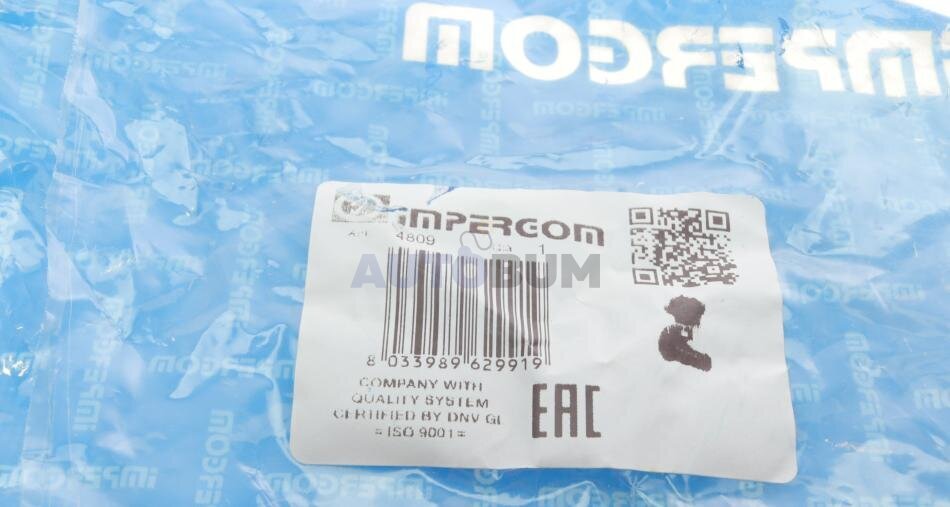 IMPERGOM
IMPERGOM
4809 1
AUTOBUM
8 033989 629919
COMPANY WITH
QUALITY SYSTEM
CERTIFIED BY DNV GL
=ISO 9001=
EAC